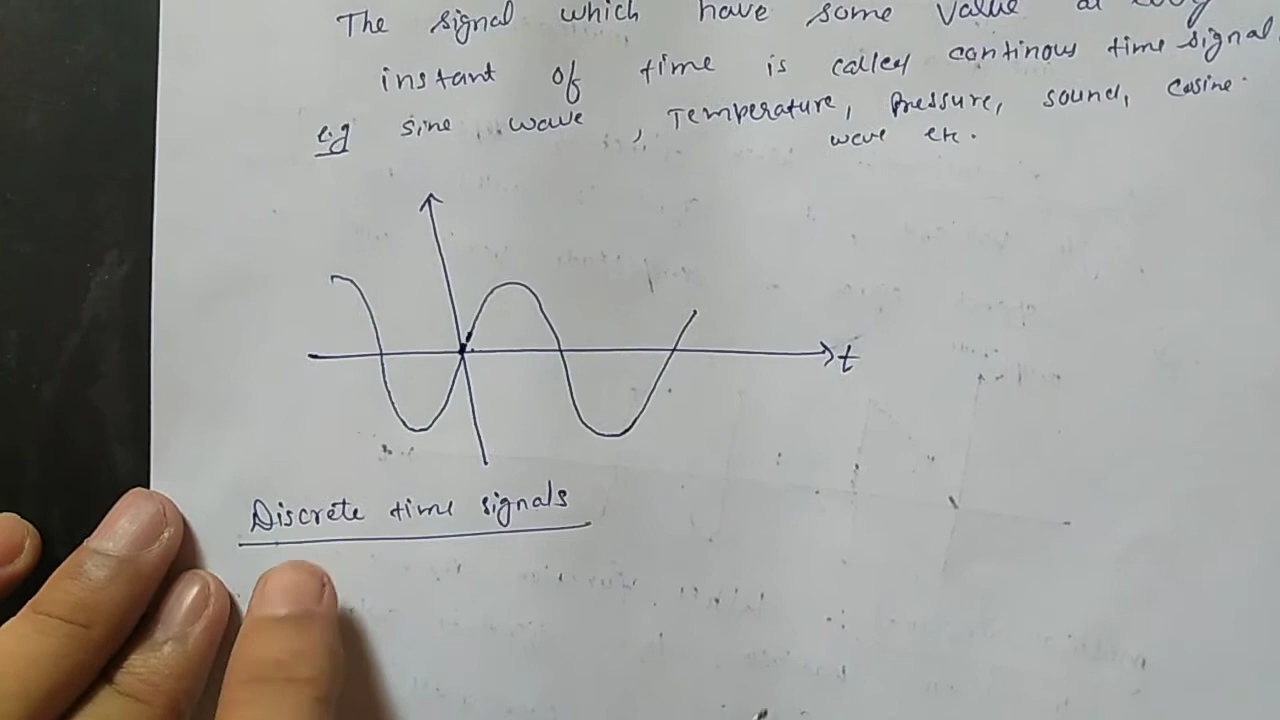 The signal which have some value at
instant of time is called continous time signal.
e.g sine wave, Temperature, Pressure, sound, Cosine
wave etc.
t
Discrete time signals